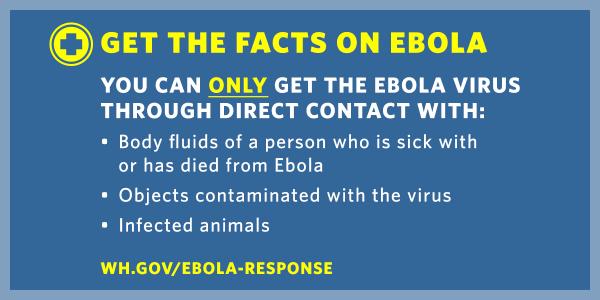 GET THE FACTS ON EBOLA
YOU CAN ONLY GET THE EBOLA VIRUS
THROUGH DIRECT CONTACT WITH:
• Body fluids of a person who is sick with
or has died from Ebola
• Objects contaminated with the virus
• Infected animals
WH.GOV/EBOLA-RESPONSE